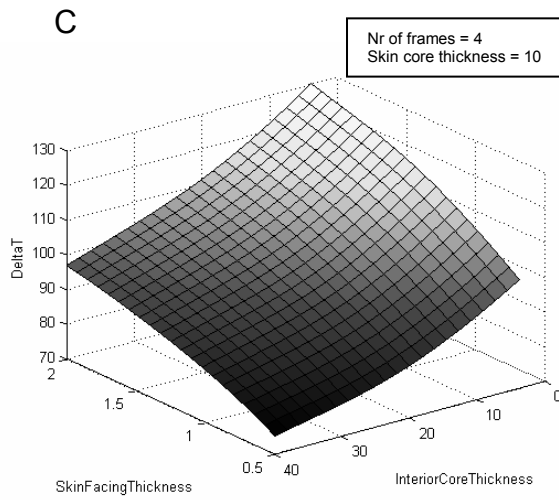 C
Nr of frames = 4
Skin core thickness = 10
130
120
110
100
90
80
70
DeltaT
2
1.5
1
0.5
SkinFacingThickness
40
30
20
10
0
InteriorCoreThickness